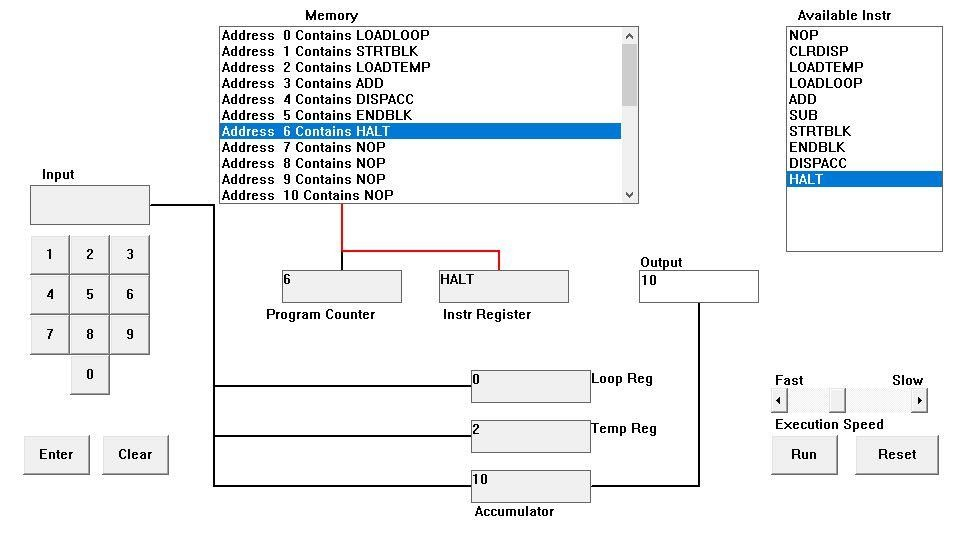 Memory
Address  0 Contains LOADLOOP
Address  1 Contains STRTBLK
Address  2 Contains LOADTEMP
Address  3 Contains ADD
Address  4 Contains DISPACC
Address  5 Contains ENDBLK
Address  6 Contains HALT
Address  7 Contains NOP
Address  8 Contains NOP
Address  9 Contains NOP
Address  10 Contains NOP
Available Instr
NOP
CLRDISP
LOADTEMP
LOADLOOP
ADD
SUB
STRTBLK
ENDBLK
DISPACC
HALT
Input
1 2 3
4 5 6
7 8 9
0
Enter Clear
6
Program Counter
HALT
Instr Register
Output
10
0 Loop Reg
2 Temp Reg
10
Accumulator
Fast Slow
Execution Speed
Run Reset